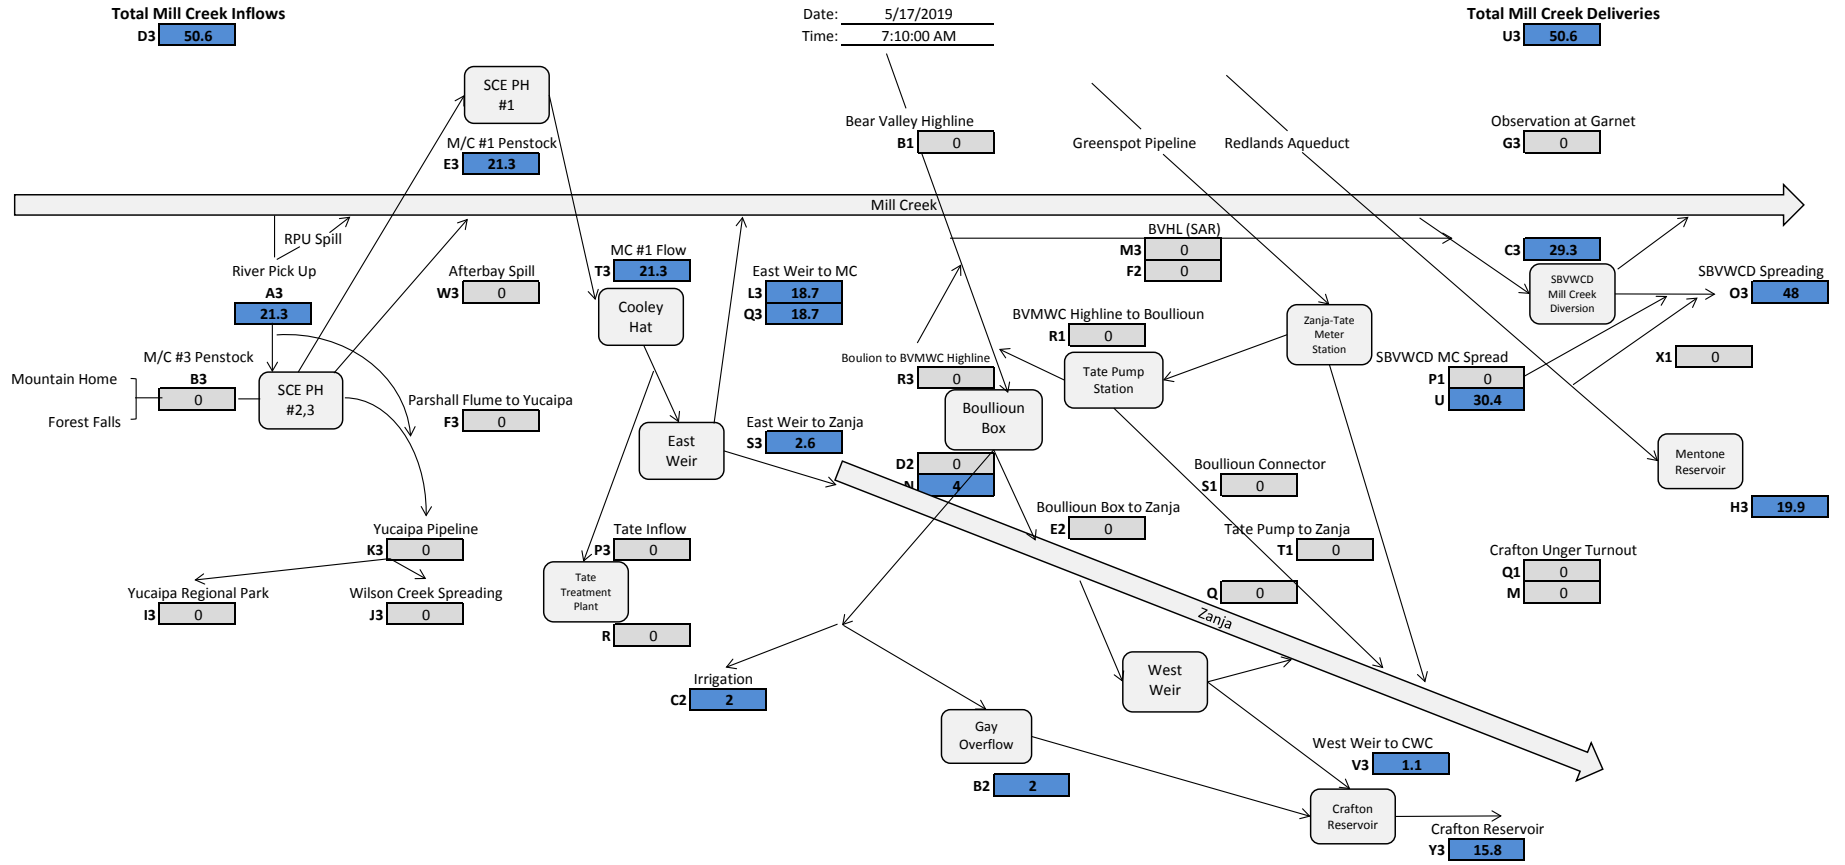 Total Mill Creek Inflows
D3 50.6
Date: 5/17/2019
Time: 7:10:00 AM
Total Mill Creek Deliveries
U3 50.6
SCE PH
#1
M/C #1 Penstock
E3 21.3
Bear Valley Highline
B1 0
Greenspot Pipeline
Redlands Aqueduct
Observation at Garnet
G3 0
Mill Creek
RPU Spill
River Pick Up
A3
21.3
Afterbay Spill
W3 0
MC #1 Flow
T3 21.3
Cooley
Hat
East Weir to MC
L3 18.7
Q3 18.7
BVHL (SAR)
M3 0
F2 0
C3 29.3
SBVWCD
Mill Creek
Diversion
SBVWCD Spreading
O3 48
BVMWC Highline to Boullioun
R1 0
Zanja-Tate
Meter
Station
Boulion to BVMWC Highline
R3 0
Tate Pump
Station
SBVWCD MC Spread
P1 0
U 30.4
X1 0
M/C #3 Penstock
B3
0
Mountain Home
Forest Falls
SCE PH
#2,3
Parshall Flume to Yucaipa
F3 0
East
Weir
East Weir to Zanja
S3 2.6
Boullioun
Box
D2 0
N 4
Boullioun Connector
S1 0
Mentone
Reservoir
H3 19.9
Boullioun Box to Zanja
E2 0
Tate Pump to Zanja
T1 0
Yucaipa Pipeline
K3 0
Tate Inflow
P3 0
Tate
Treatment
Plant
R 0
Crafton Unger Turnout
Q1 0
M 0
Yucaipa Regional Park
I3 0
Wilson Creek Spreading
J3 0
Q 0
Zanja
Irrigation
C2 2
West
Weir
Gay
Overflow
B2 2
West Weir to CWC
V3 1.1
Crafton
Reservoir
Crafton Reservoir
Y3 15.8